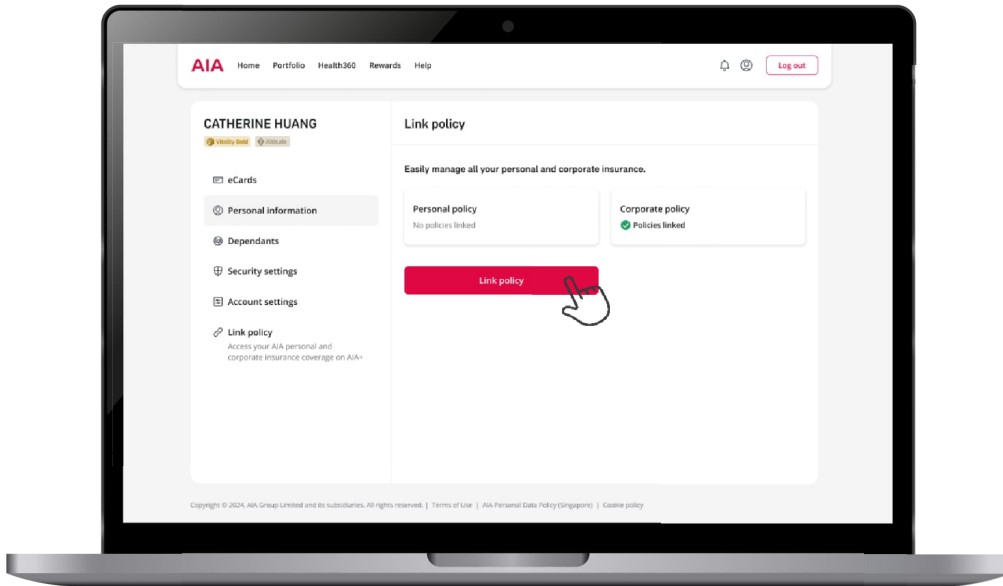 AIA Home Portfolio Health360 Rewards Help Log out
CATHERINE HUANG
Vitality Gold Altitude
eCards
Personal information
Dependants
Security settings
Account settings
Link policy
Access your AIA personal and
corporate insurance coverage on AIA+
Link policy
Easily manage all your personal and corporate insurance.
Personal policy
No policies linked
Corporate policy
Policies linked
Link policy
Copyright © 2024, AIA Group Limited and its subsidiaries. All rights reserved. | Terms of Use | AIA Personal Data Policy (Singapore) | Cookie policy